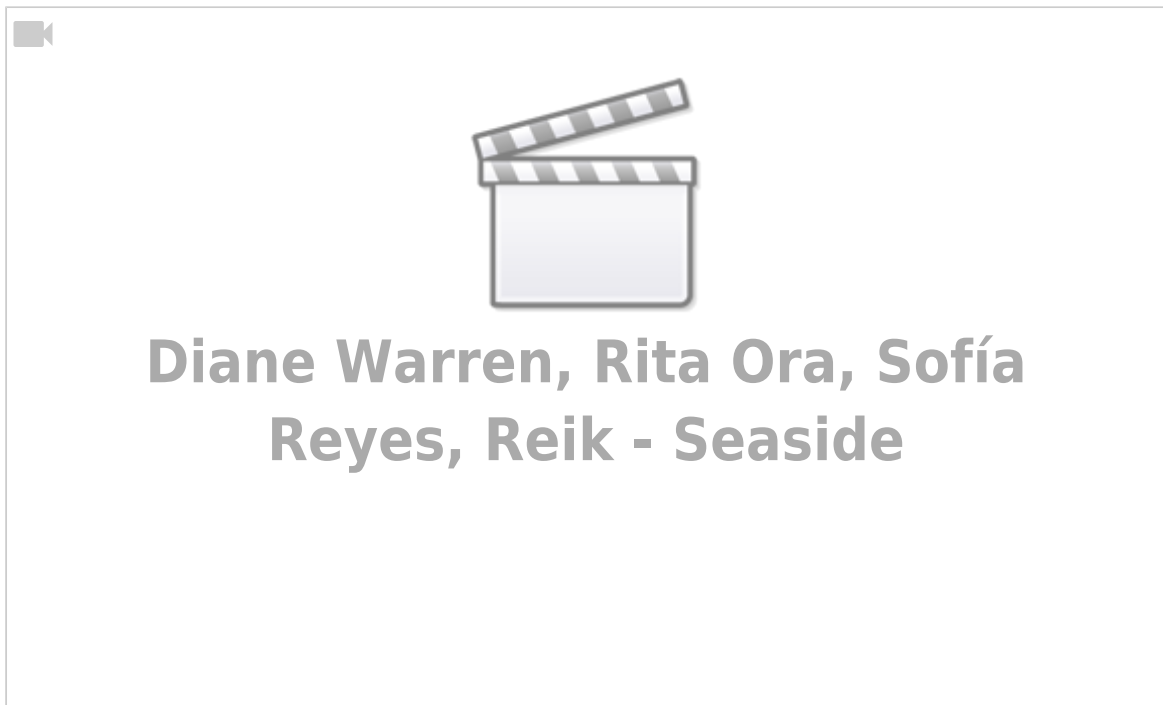 Diane Warren, Rita Ora, Sofía
Reyes, Reik - Seaside